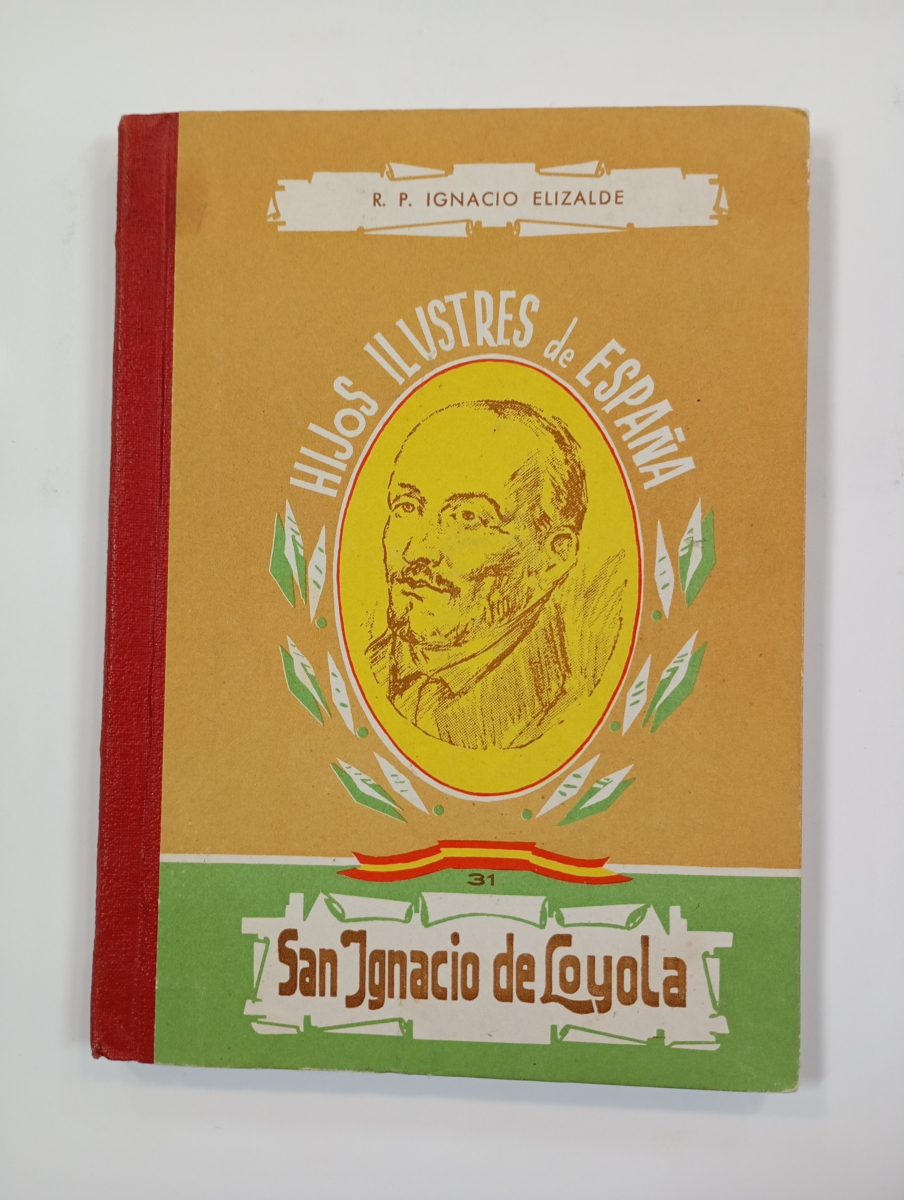 R. P. IGNACIO ELIZALDE
HIJOS ILUSTRES de ESPAÑA
31
San Ignacio de Loyola